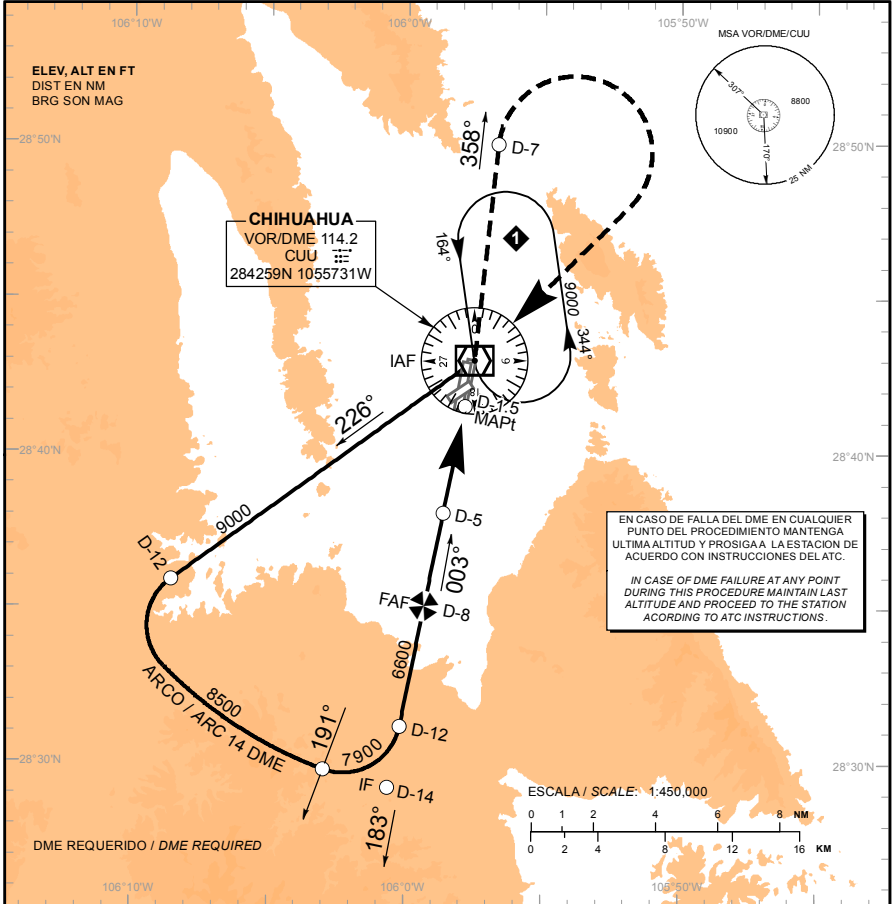 106°10'W
106°0'W
105°50'W
ELEV, ALT EN FT
DIST EN NM
BRG SON MAG
MSA VOR/DME/CUU
307°
8800
10900
170°
25 NM
28°50'N
28°50'N
358°
D-7
CHIHUAHUA
VOR/DME 114.2
CUU
284259N 1055731W
164°
1
9000
344°
IAF
0
27
9
D-1.5
MAPt
226°
28°40'N
28°40'N
9000
D-12
D-5
003°
FAF
D-8
EN CASO DE FALLA DEL DME EN CUALQUIER
PUNTO DEL PROCEDIMIENTO MANTENGA
ULTIMA ALTITUD Y PROSIGA A LA ESTACION DE
ACUERDO CON INSTRUCCIONES DEL ATC.
IN CASE OF DME FAILURE AT ANY POINT
DURING THIS PROCEDURE MAINTAIN LAST
ALTITUDE AND PROCEED TO THE STATION
ACORDING TO ATC INSTRUCTIONS.
6600
8500
ARCO / ARC 14 DME
191°
7900
D-12
28°30'N
28°30'N
IF
D-14
183°
ESCALA / SCALE: 1:450,000
0 1 2 4 6 8 NM
0 2 4 8 12 16 KM
DME REQUERIDO / DME REQUIRED
106°10'W
106°0'W
105°50'W